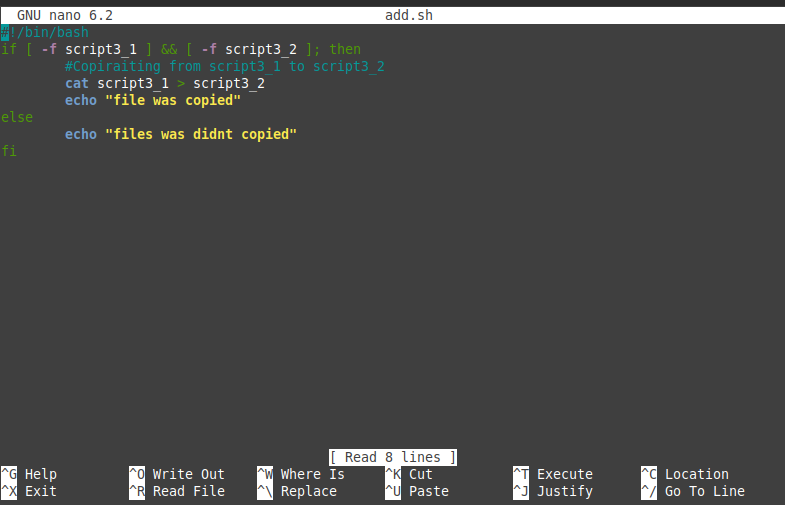 GNU nano 6.2 add.sh
#!/bin/bash
if [ -f script3_1 ] && [ -f script3_2 ]; then
#Copiraiting from script3_1 to script3_2
cat script3_1 > script3_2
echo "file was copied"
else
echo "files was didnt copied"
fi
[ Read 8 lines ]
^G Help ^O Write Out ^W Where Is ^K Cut ^T Execute ^C Location
^X Exit ^R Read File ^\ Replace ^U Paste ^J Justify ^/ Go To Line